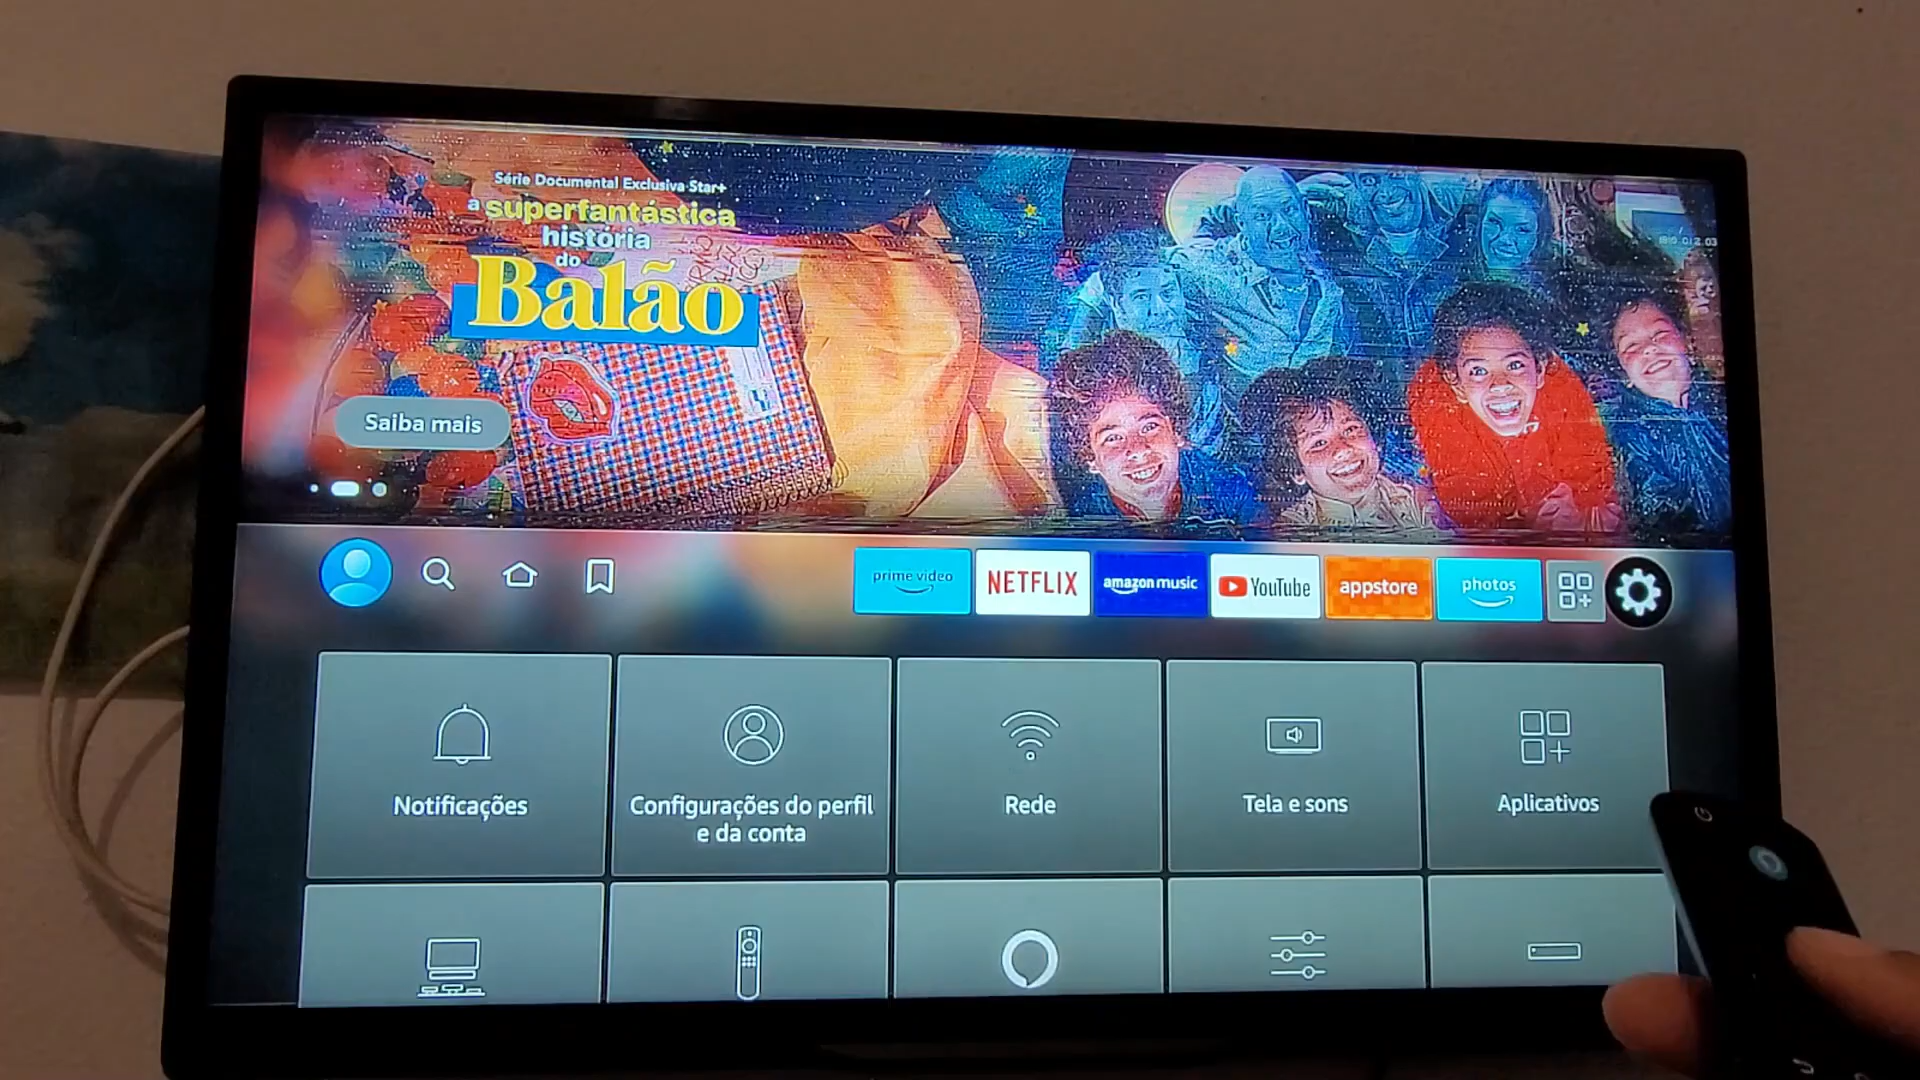 Série Documental Exclusiva Star+
a superfantástica
história
do
Balão
Saiba mais
prime video
NETFLIX
amazon music
YouTube
appstore
photos
Notificações
Configurações do perfil
e da conta
Rede
Tela e sons
Aplicativos